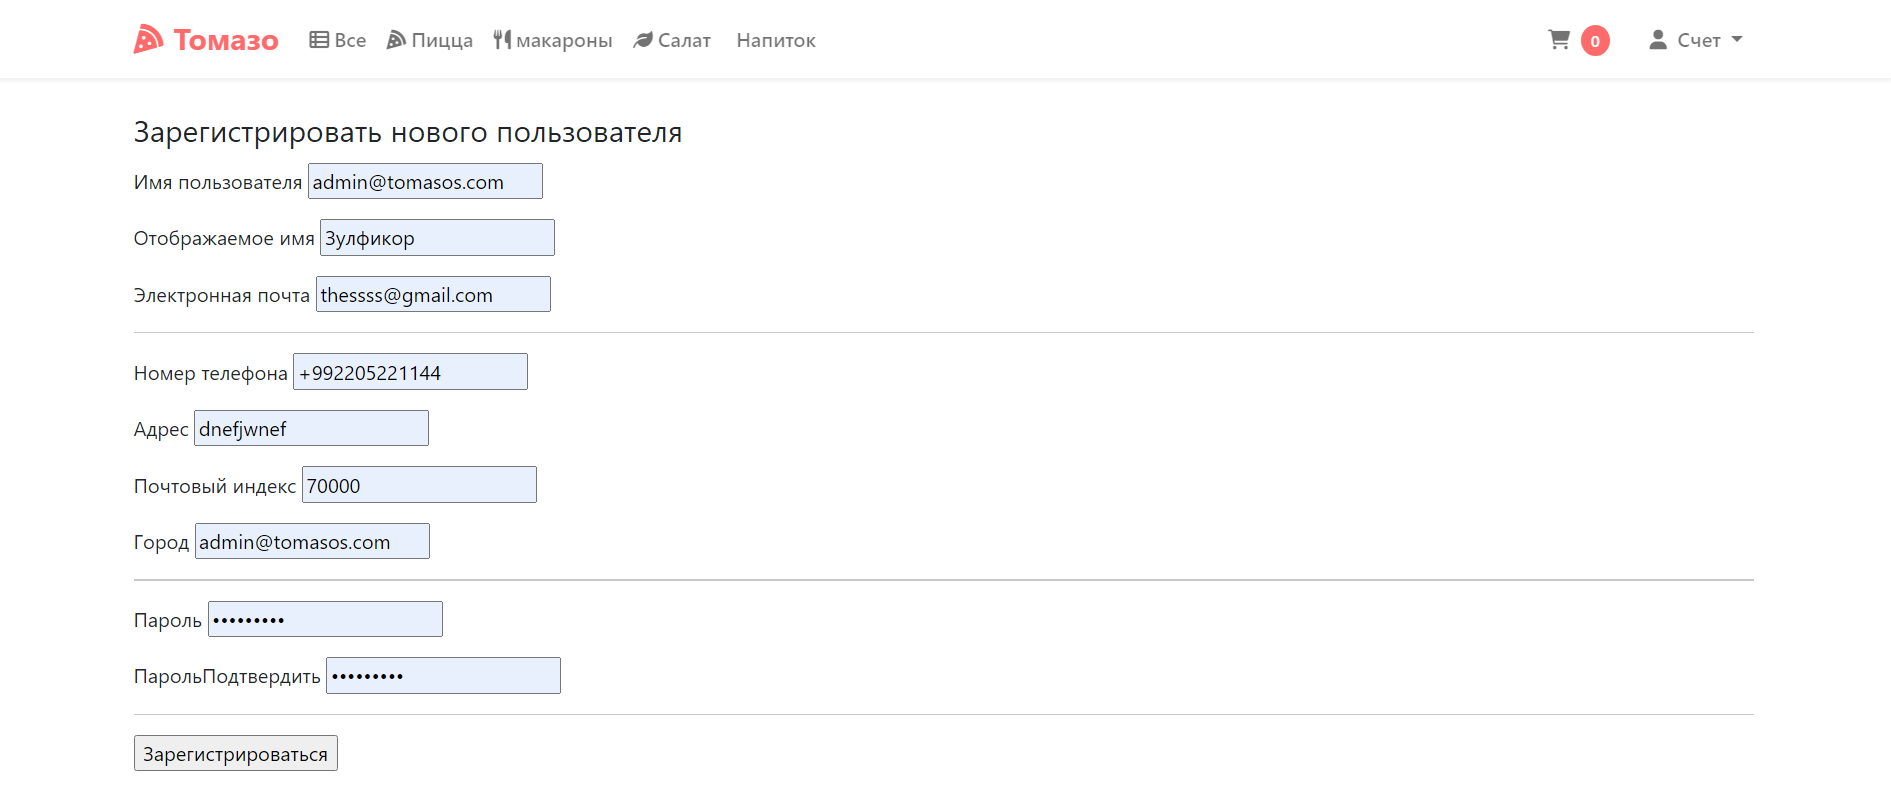 Томазо Все Пицца макароны Салат Напиток 0 Счет
Зарегистрировать нового пользователя
Имя пользователя admin@tomasos.com
Отображаемое имя Зулфикор
Электронная почта thessss@gmail.com
Номер телефона +992205221144
Адрес dnefjwnef
Почтовый индекс 70000
Город admin@tomasos.com
Пароль •••••••••
ПарольПодтвердить •••••••••
Зарегистрироваться